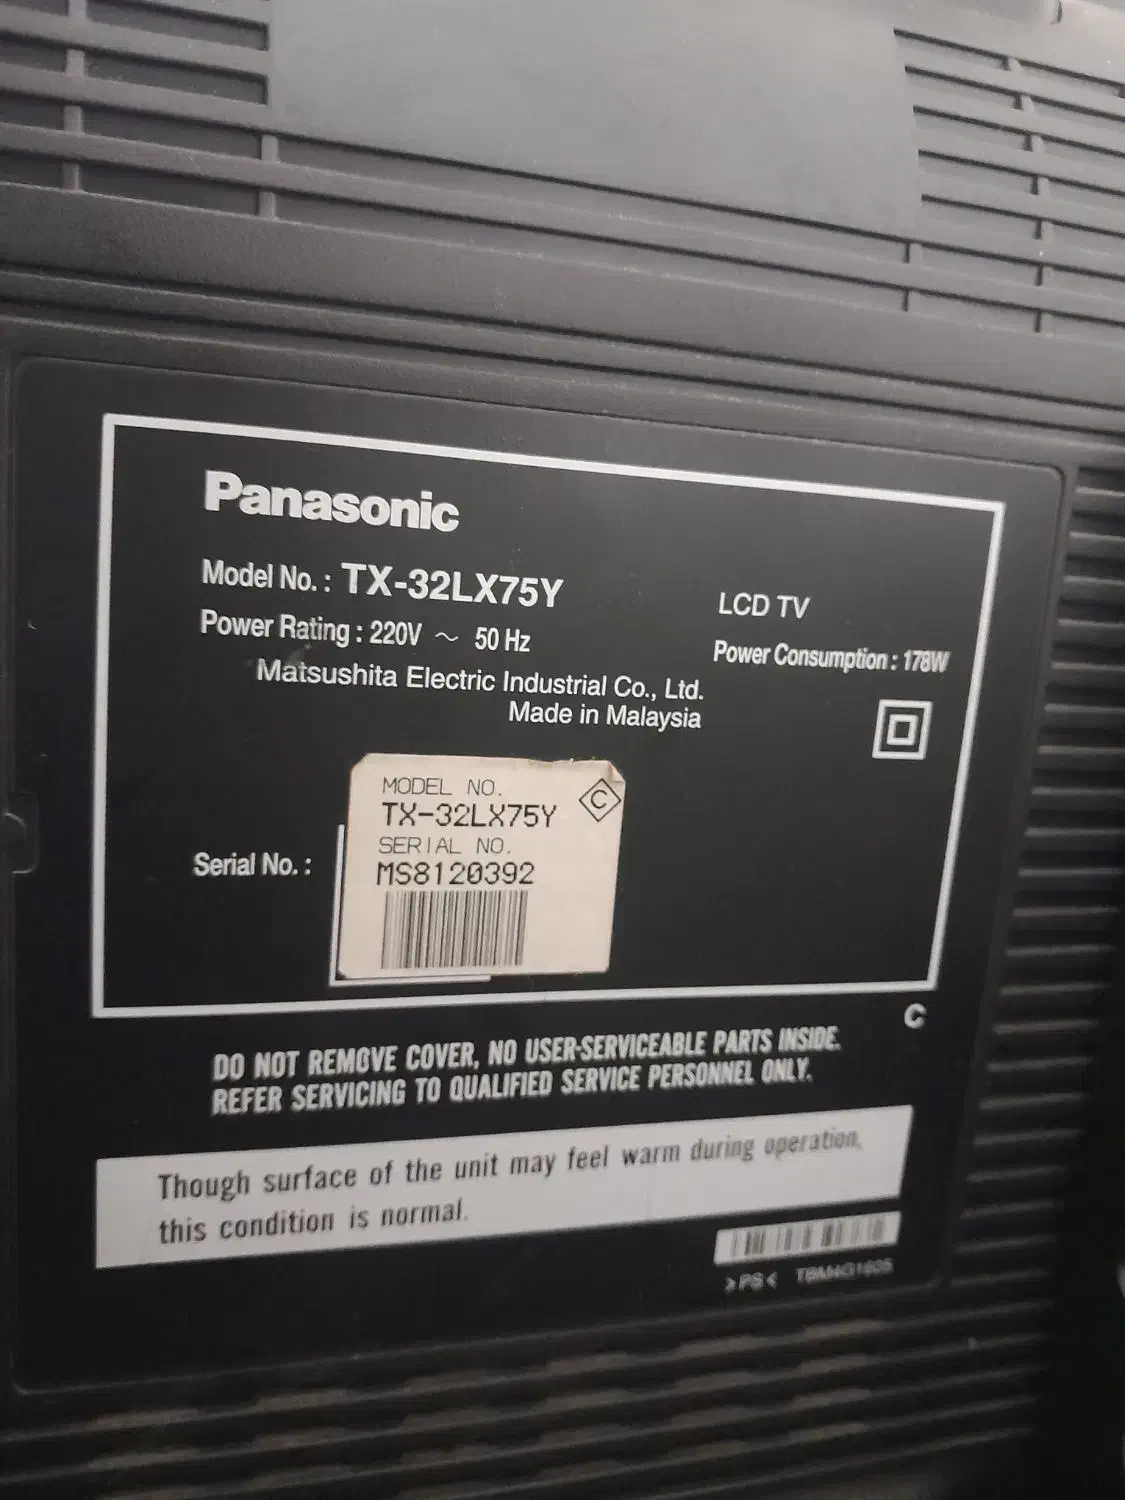 Panasonic
Model No. : TX-32LX75Y
LCD TV
Power Rating : 220V ~ 50 Hz
Power Consumption : 178W
Matsushita Electric Industrial Co., Ltd.
Made in Malaysia
MODEL NO.
TX-32LX75Y
C
SERIAL NO.
Serial No. :
MS8120392
C
DO NOT REMOVE COVER, NO USER-SERVICEABLE PARTS INSIDE.
REFER SERVICING TO QUALIFIED SERVICE PERSONNEL ONLY.
Though surface of the unit may feel warm during operation,
this condition is normal.
>PS<